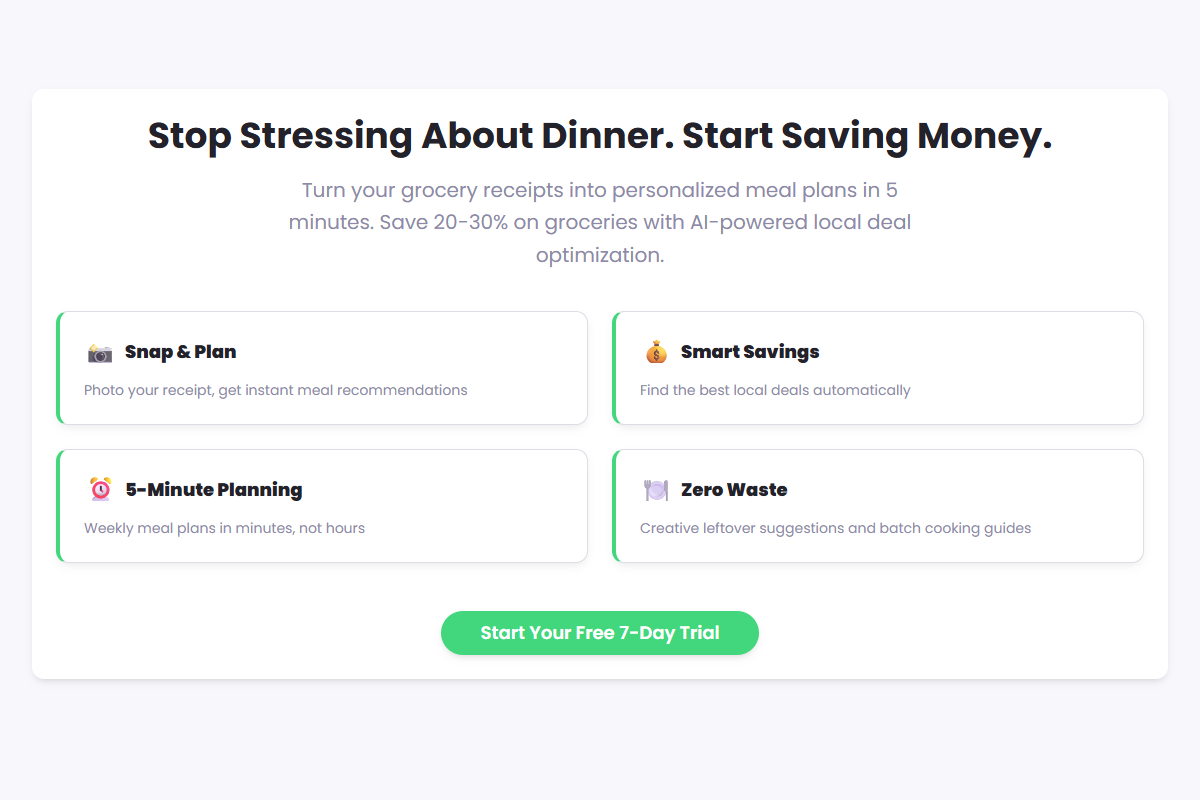 Stop Stressing About Dinner. Start Saving Money.
Turn your grocery receipts into personalized meal plans in 5
minutes. Save 20-30% on groceries with AI-powered local deal
optimization.
Snap & Plan
Photo your receipt, get instant meal recommendations
Smart Savings
Find the best local deals automatically
5-Minute Planning
Weekly meal plans in minutes, not hours
Zero Waste
Creative leftover suggestions and batch cooking guides
Start Your Free 7-Day Trial